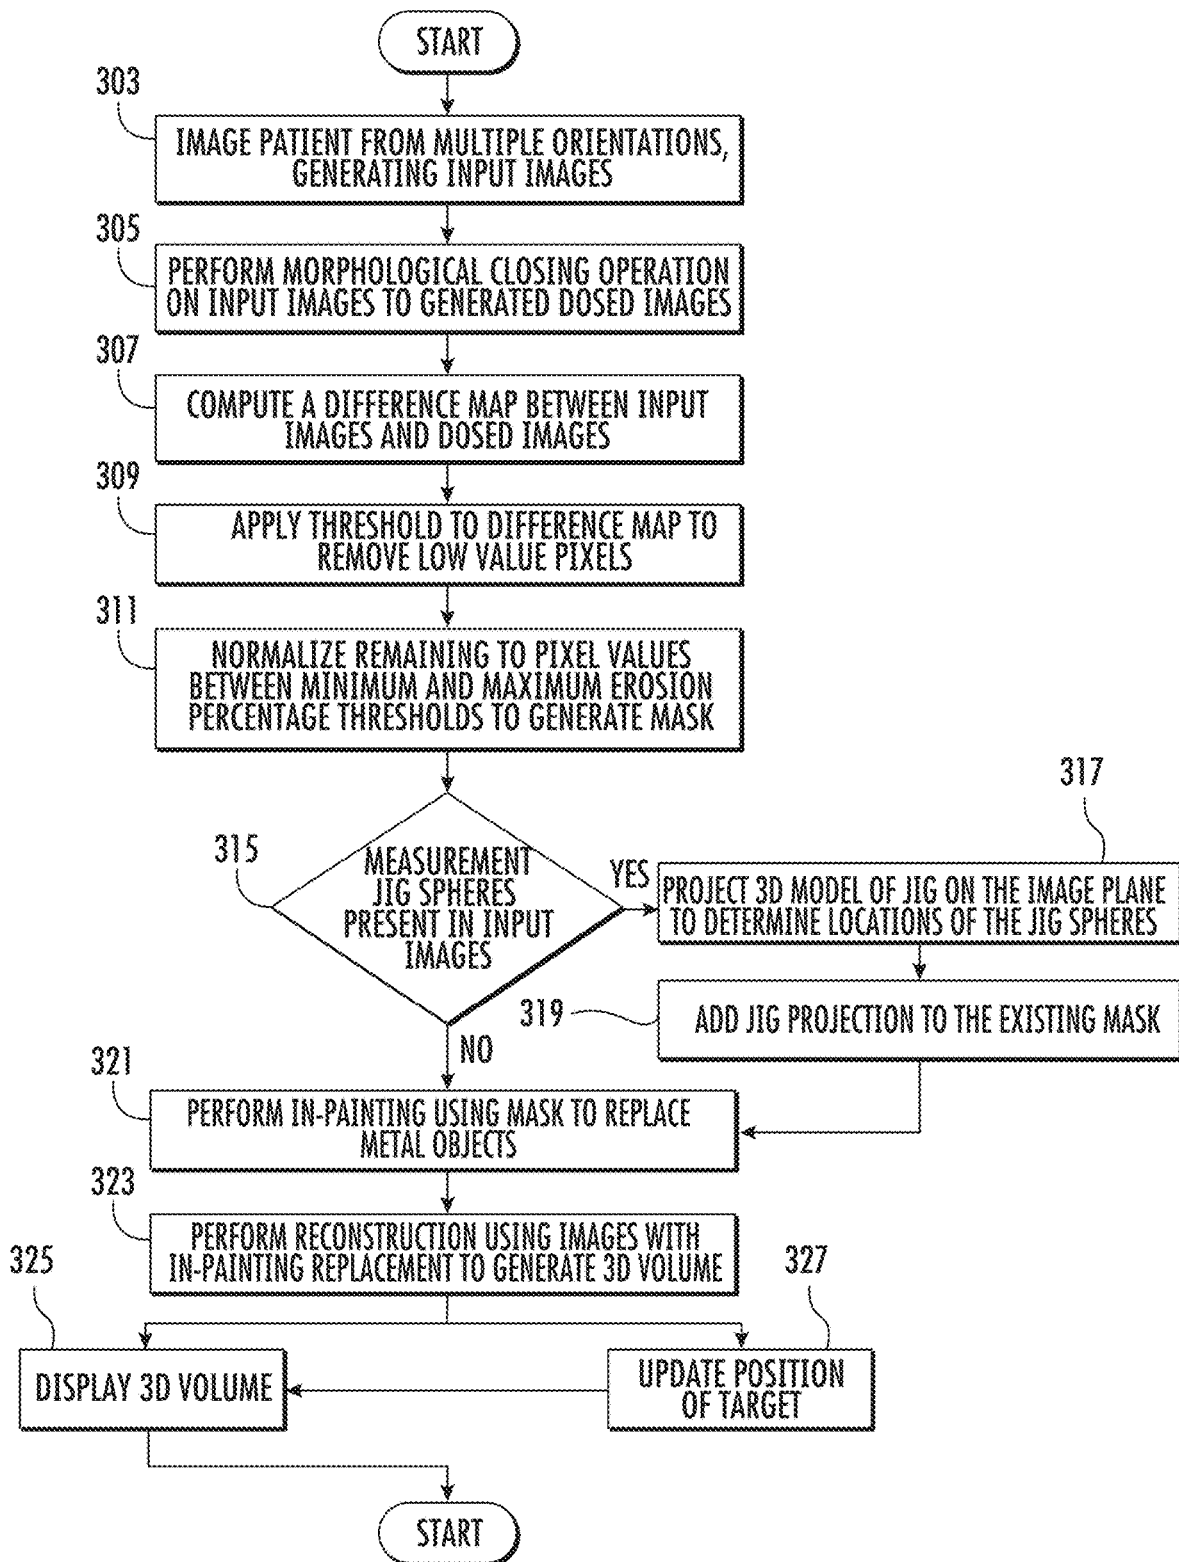 START
303
IMAGE PATIENT FROM MULTIPLE ORIENTATIONS,
GENERATING INPUT IMAGES
305
PERFORM MORPHOLOGICAL CLOSING OPERATION
ON INPUT IMAGES TO GENERATED DOSED IMAGES
307
COMPUTE A DIFFERENCE MAP BETWEEN INPUT
IMAGES AND DOSED IMAGES
309
APPLY THRESHOLD TO DIFFERENCE MAP TO
REMOVE LOW VALUE PIXELS
311
NORMALIZE REMAINING TO PIXEL VALUES
BETWEEN MINIMUM AND MAXIMUM EROSION
PERCENTAGE THRESHOLDS TO GENERATE MASK
315
MEASUREMENT
JIG SPHERES
PRESENT IN INPUT
IMAGES
YES
317
PROJECT 3D MODEL OF JIG ON THE IMAGE PLANE
TO DETERMINE LOCATIONS OF THE JIG SPHERES
319
ADD JIG PROJECTION TO THE EXISTING MASK
NO
321
PERFORM IN-PAINTING USING MASK TO REPLACE
METAL OBJECTS
323
PERFORM RECONSTRUCTION USING IMAGES WITH
IN-PAINTING REPLACEMENT TO GENERATE 3D VOLUME
325
DISPLAY 3D VOLUME
327
UPDATE POSITION
OF TARGET
START